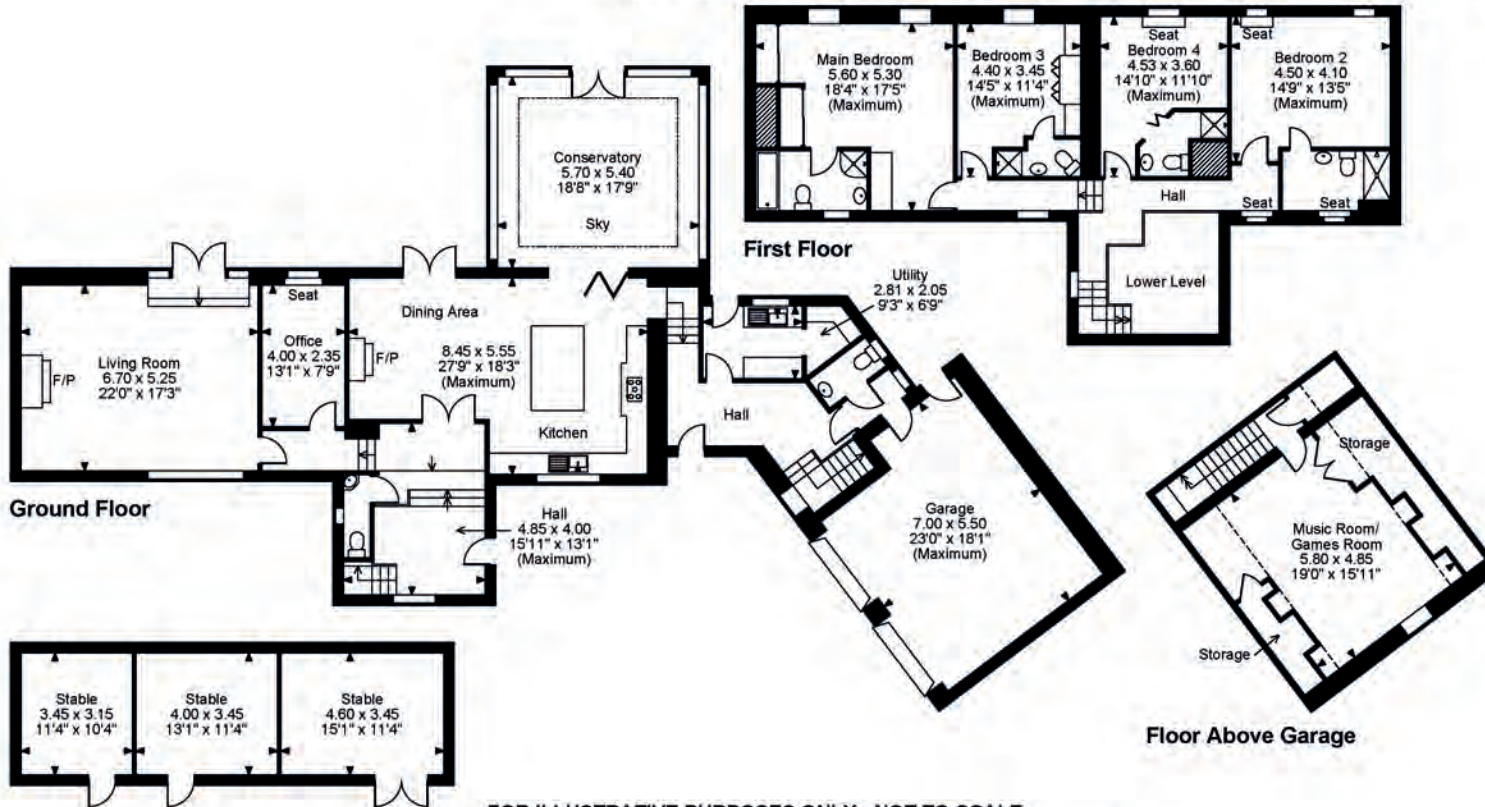 Main Bedroom
5.60 x 5.30
18'4" x 17'5"
(Maximum)
Bedroom 3
4.40 x 3.45
14'5" x 11'4"
(Maximum)
Seat
Bedroom 4
4.53 x 3.60
14'10" x 11'10"
(Maximum)
Seat
Bedroom 2
4.50 x 4.10
14'9" x 13'5"
(Maximum)
Hall
Seat
Seat
Lower Level
First Floor
Conservatory
5.70 x 5.40
18'8" x 17'9"
Sky
Living Room
6.70 x 5.25
22'0" x 17'3"
F/P
Seat
Office
4.00 x 2.35
13'1" x 7'9"
Dining Area
F/P
8.45 x 5.55
27'9" x 18'3"
(Maximum)
Kitchen
Utility
2.81 x 2.05
9'3" x 6'9"
Hall
Ground Floor
Hall
4.85 x 4.00
15'11" x 13'1"
(Maximum)
Garage
7.00 x 5.50
23'0" x 18'1"
(Maximum)
Storage
Music Room/
Games Room
5.80 x 4.85
19'0" x 15'11"
Storage
Floor Above Garage
Stable
3.45 x 3.15
11'4" x 10'4"
Stable
4.00 x 3.45
13'1" x 11'4"
Stable
4.60 x 3.45
15'1" x 11'4"